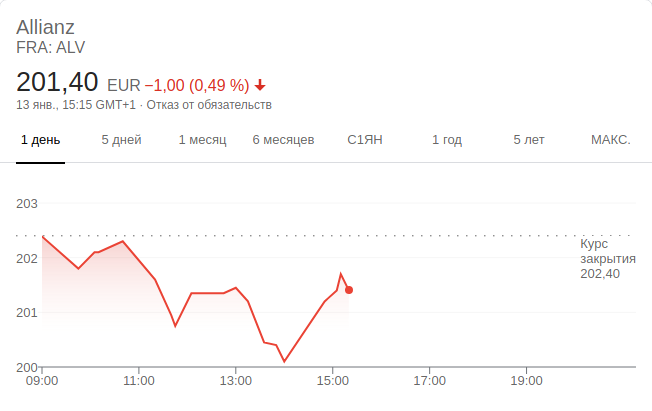 Allianz
FRA: ALV
201,40 EUR −1,00 (0,49 %)
13 янв., 15:15 GMT+1 · Отказ от обязательств
1 день 5 дней 1 месяц 6 месяцев С1ЯН 1 год 5 лет МАКС.
203
Курс
202 закрытия
202,40
201
200
09:00 11:00 13:00 15:00 17:00 19:00